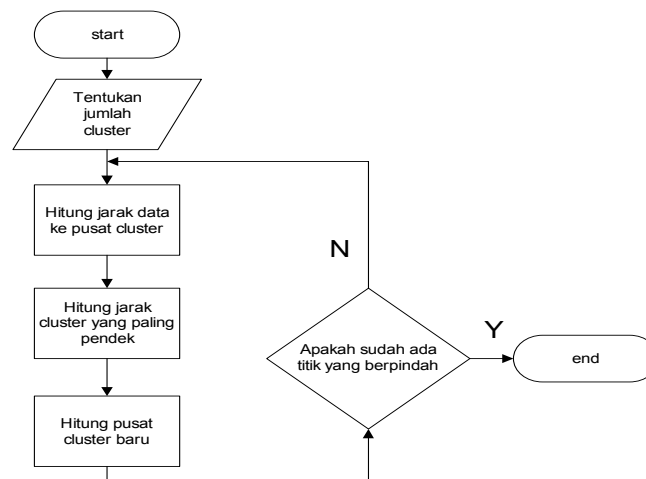 start
Tentukan
jumlah
cluster
Hitung jarak data
ke pusat cluster
Hitung jarak
cluster yang paling
pendek
Hitung pusat
cluster baru
N
Apakah sudah ada
titik yang berpindah
Y
end